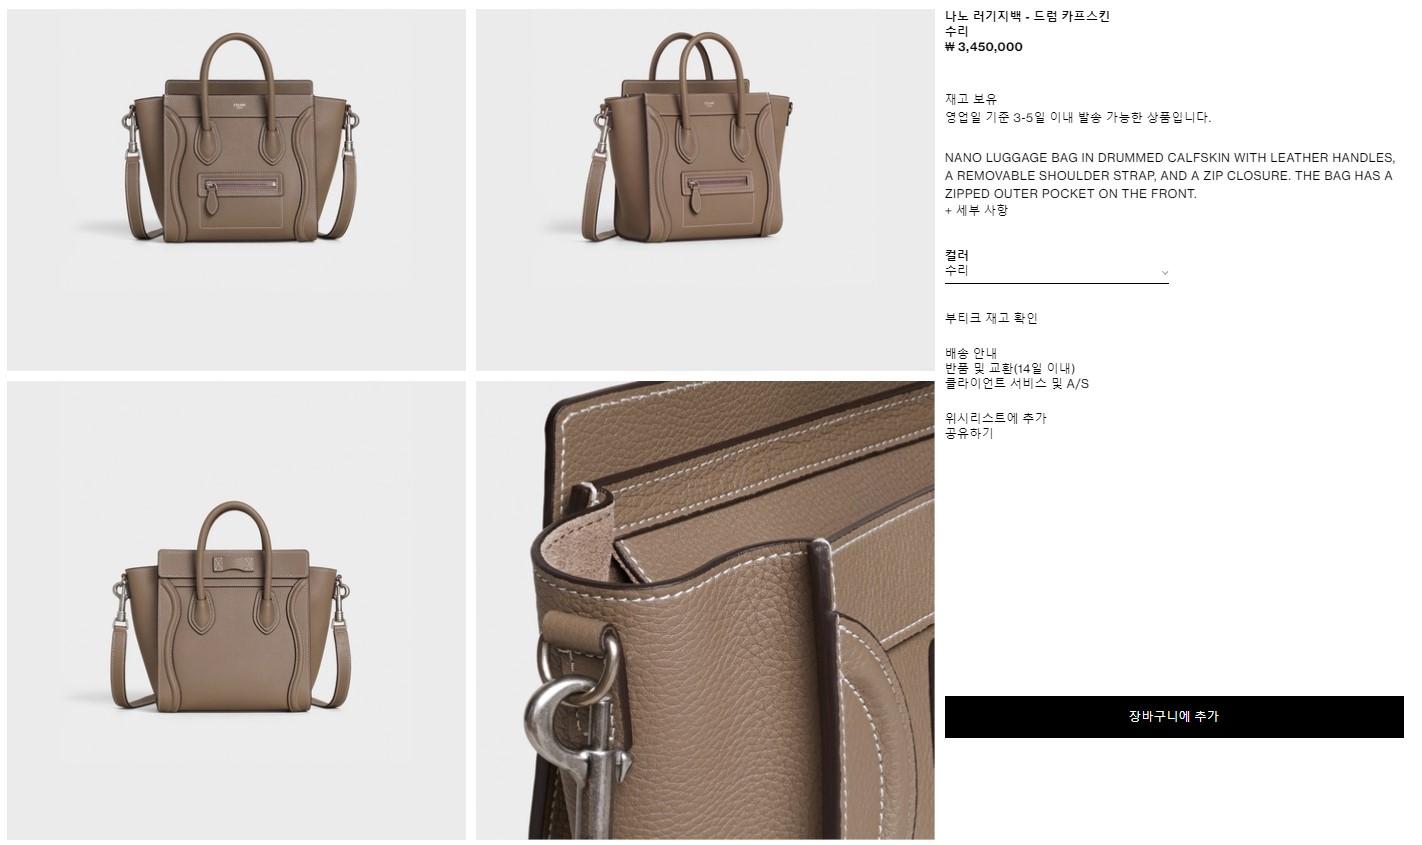 나노 러기지백 - 드럼 카프스킨
수리
₩ 3,450,000
재고 보유
영업일 기준 3-5일 이내 발송 가능한 상품입니다.
NANO LUGGAGE BAG IN DRUMMED CALFSKIN WITH LEATHER HANDLES,
A REMOVABLE SHOULDER STRAP, AND A ZIP CLOSURE. THE BAG HAS A
ZIPPED OUTER POCKET ON THE FRONT.
+ 세부 사항
컬러
수리
부티크 재고 확인
배송 안내
반품 및 교환(14일 이내)
클라이언트 서비스 및 A/S
위시리스트에 추가
공유하기
장바구니에 추가